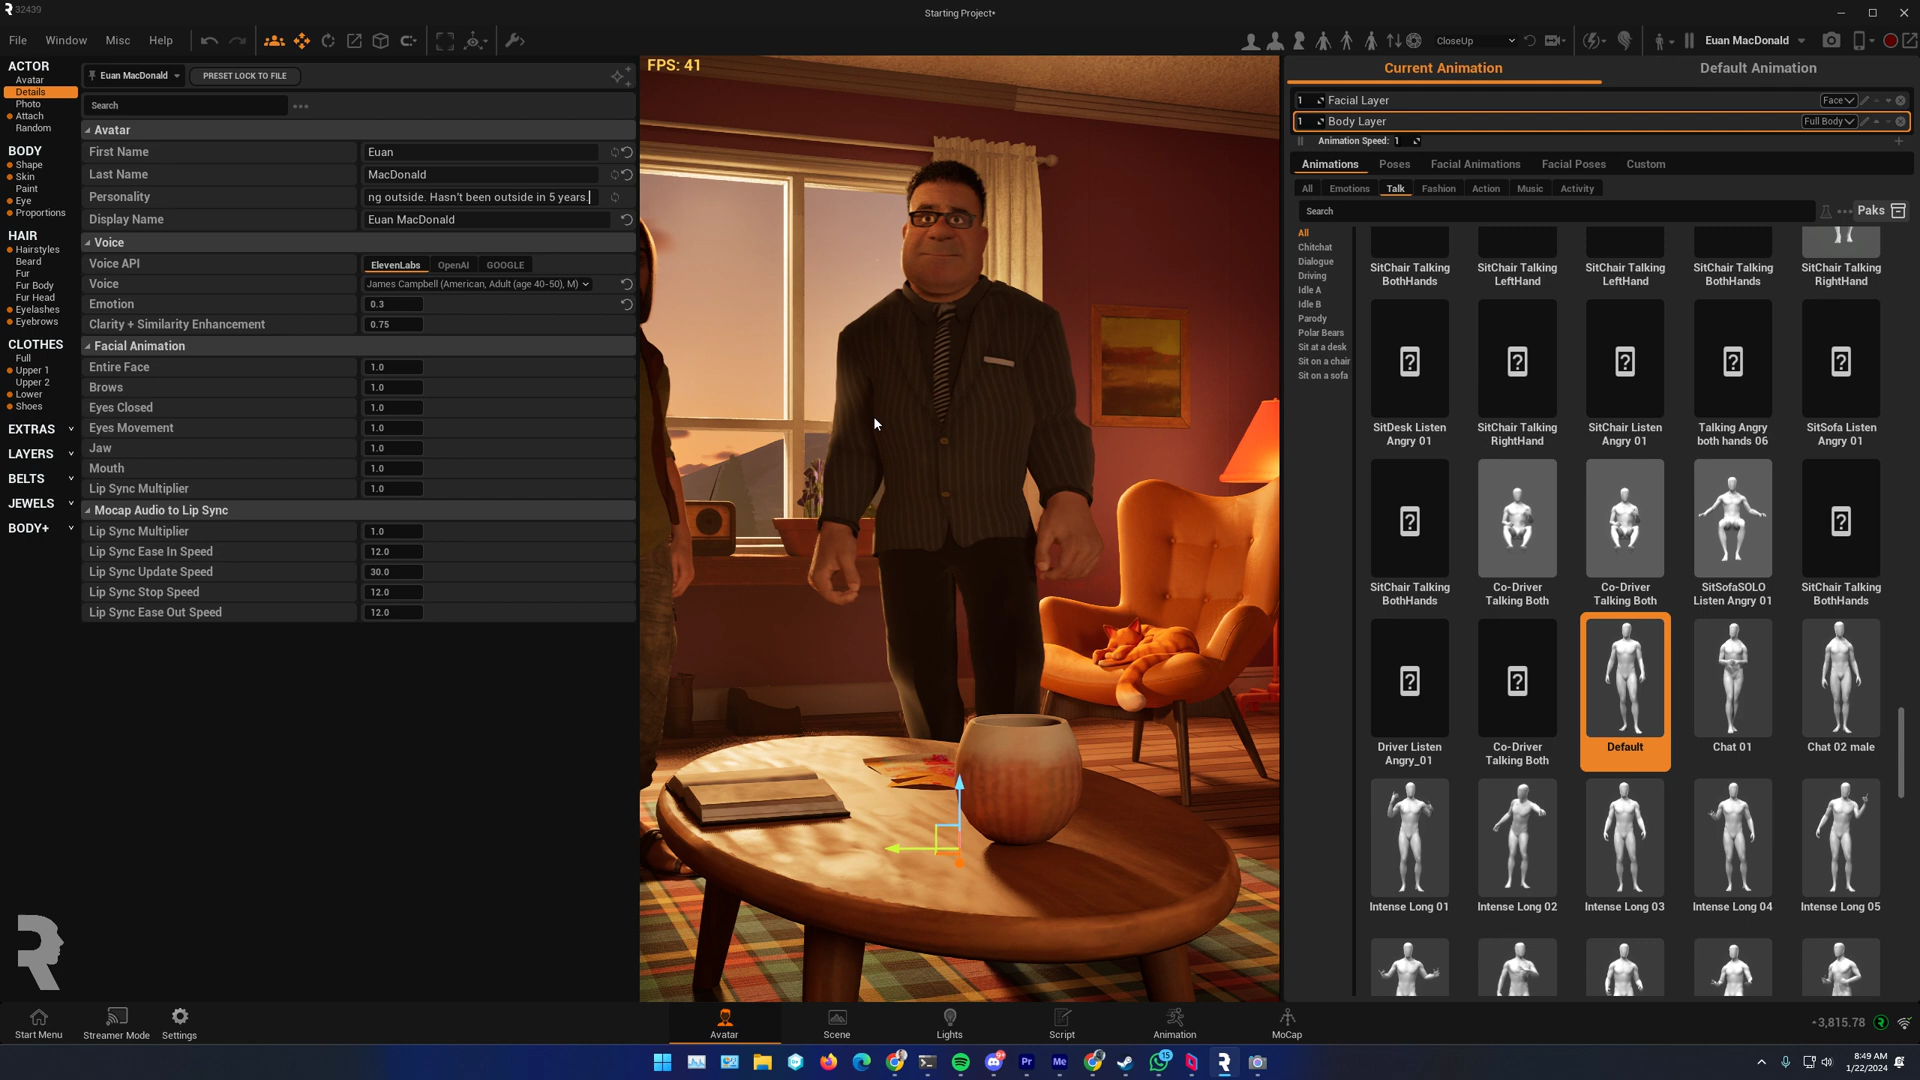 32439
Starting Project*
File Window Misc Help
CloseUp
Euan MacDonald
ACTOR
Avatar
Details
Photo
Attach
Random
BODY
Shape
Skin
Paint
Eye
Proportions
HAIR
Hairstyles
Beard
Fur
Fur Body
Fur Head
Eyelashes
Eyebrows
CLOTHES
Full
Upper 1
Upper 2
Lower
Shoes
EXTRAS
LAYERS
BELTS
JEWELS
BODY+
Euan MacDonald PRESET LOCK TO FILE
Search
Avatar
First Name Euan
Last Name MacDonald
Personality ng outside. Hasn't been outside in 5 years.
Display Name Euan MacDonald
Voice
Voice API ElevenLabs OpenAI GOOGLE
Voice James Campbell (American, Adult (age 40-50), M)
Emotion 0.3
Clarity + Similarity Enhancement 0.75
Facial Animation
Entire Face 1.0
Brows 1.0
Eyes Closed 1.0
Eyes Movement 1.0
Jaw 1.0
Mouth 1.0
Lip Sync Multiplier 1.0
Mocap Audio to Lip Sync
Lip Sync Multiplier 1.0
Lip Sync Ease In Speed 12.0
Lip Sync Update Speed 30.0
Lip Sync Stop Speed 12.0
Lip Sync Ease Out Speed 12.0
FPS: 41
Current Animation Default Animation
1 Facial Layer Face
1 Body Layer Full Body
Animation Speed: 1
Animations Poses Facial Animations Facial Poses Custom
All Emotions Talk Fashion Action Music Activity
Search Paks
All
Chitchat
Dialogue
Driving
Idle A
Idle B
Parody
Polar Bears
Sit at a desk
Sit on a chair
Sit on a sofa
SitChair Talking BothHands
SitChair Talking LeftHand
SitChair Talking LeftHand
SitChair Talking BothHands
SitChair Talking RightHand
SitDesk Listen Angry 01
SitChair Talking RightHand
SitChair Listen Angry 01
Talking Angry both hands 06
SitSofa Listen Angry 01
SitChair Talking BothHands
Co-Driver Talking Both
Co-Driver Talking Both
SitSofaSOLO Listen Angry 01
SitChair Talking BothHands
Driver Listen Angry_01
Co-Driver Talking Both
Default
Chat 01
Chat 02 male
Intense Long 01
Intense Long 02
Intense Long 03
Intense Long 04
Intense Long 05
Start Menu Streamer Mode Settings
Avatar Scene Lights Script Animation MoCap
-3,815.78
9+
Pr
Me
15
8:49 AM
1/22/2024